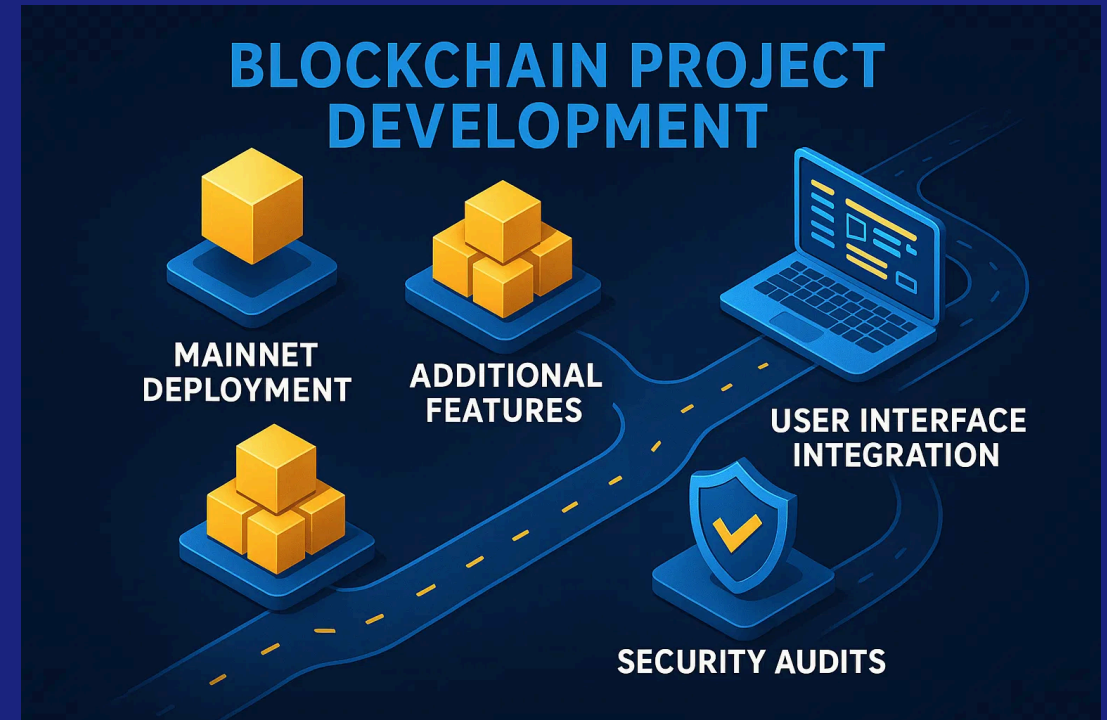 BLOCKCHAIN PROJECT
DEVELOPMENT
MAINNET
DEPLOYMENT
ADDITIONAL
FEATURES
USER INTERFACE
INTEGRATION
SECURITY AUDITS